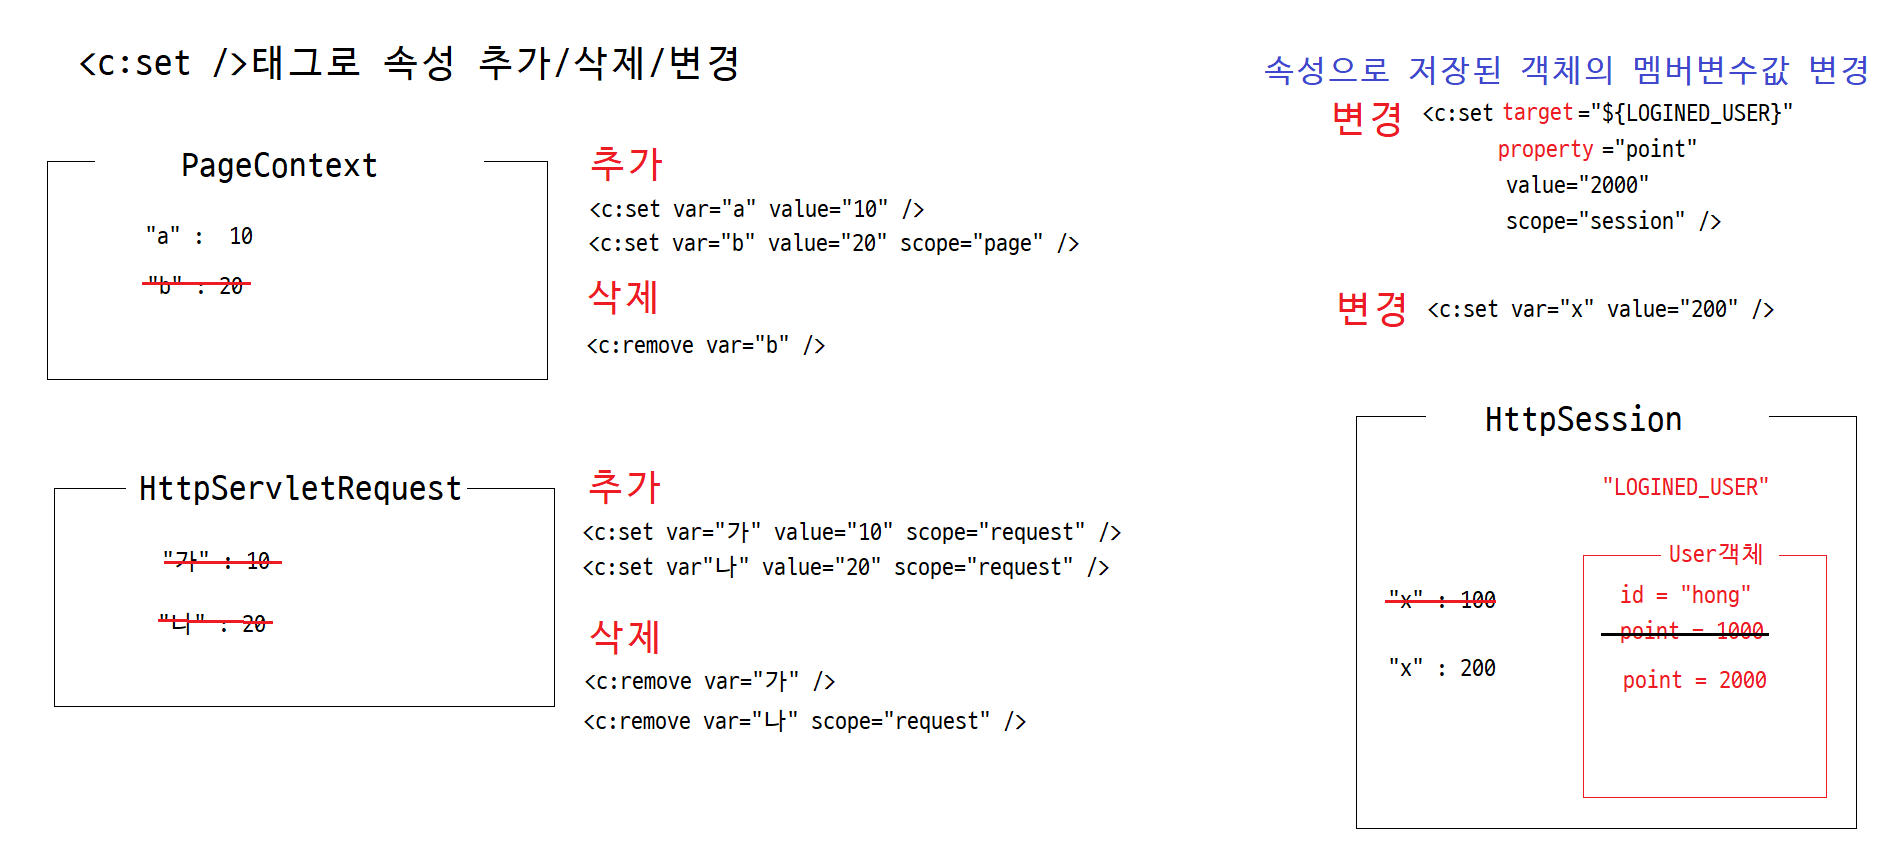 <c:set />태그로 속성 추가/삭제/변경
PageContext
"a" :  10
"b" : 20
추가
<c:set var="a" value="10" />
<c:set var="b" value="20" scope="page" />
삭제
<c:remove var="b" />
HttpServletRequest
"가" : 10
"나" : 20
추가
<c:set var="가" value="10" scope="request" />
<c:set var"나" value="20" scope="request" />
삭제
<c:remove var="가" />
<c:remove var="나" scope="request" />
속성으로 저장된 객체의 멤버변수값 변경
변경 <c:set target="${LOGINED_USER}"
property="point"
value="2000"
scope="session" />
변경 <c:set var="x" value="200" />
HttpSession
"LOGINED_USER"
User객체
id = "hong"
point = 1000
point = 2000
"x" : 100
"x" : 200